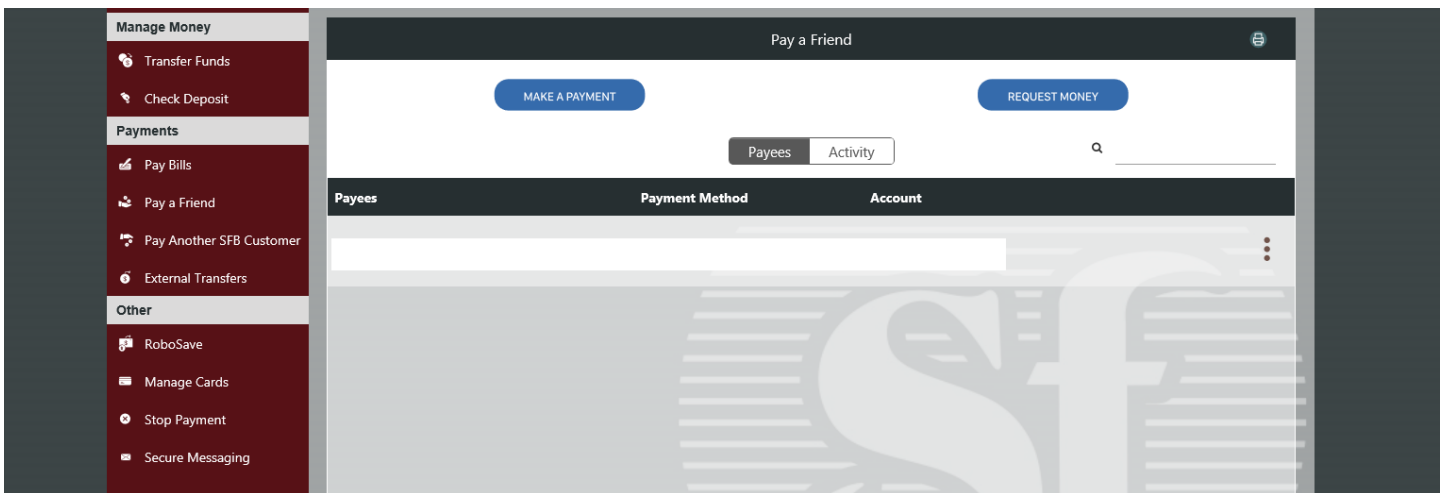 Manage Money
Transfer Funds
Check Deposit
Payments
Pay Bills
Pay a Friend
Pay Another SFB Customer
External Transfers
Other
RoboSave
Manage Cards
Stop Payment
Secure Messaging
Pay a Friend
MAKE A PAYMENT REQUEST MONEY
Payees Activity
Payees Payment Method Account
Sf